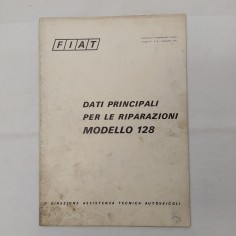 FIAT
DATI PRINCIPALI
PER LE RIPARAZIONI
MODELLO 128
DIREZIONE ASSISTENZA TECNICA AUTOVEICOLI